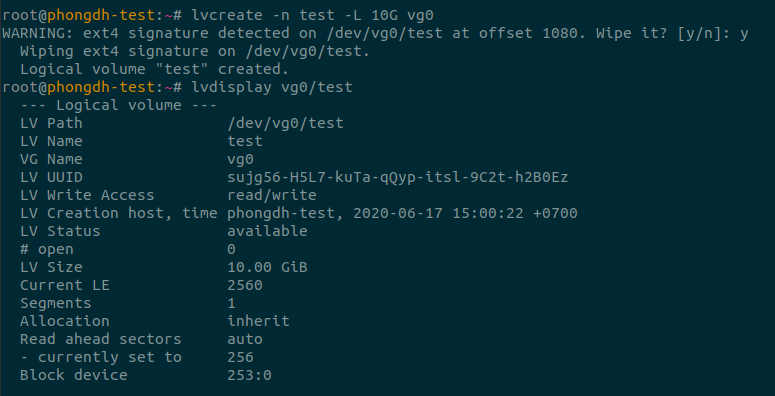 root@phongdh-test:~# lvcreate -n test -L 10G vg0
WARNING: ext4 signature detected on /dev/vg0/test at offset 1080. Wipe it? [y/n]: y
  Wiping ext4 signature on /dev/vg0/test.
  Logical volume "test" created.
root@phongdh-test:~# lvdisplay vg0/test
  --- Logical volume ---
  LV Path                /dev/vg0/test
  LV Name                test
  VG Name                vg0
  LV UUID                sujg56-H5L7-kuTa-qQyp-itsl-9C2t-h2B0Ez
  LV Write Access        read/write
  LV Creation host, time phongdh-test, 2020-06-17 15:00:22 +0700
  LV Status              available
  # open                 0
  LV Size                10.00 GiB
  Current LE             2560
  Segments               1
  Allocation             inherit
  Read ahead sectors     auto
  - currently set to     256
  Block device           253:0